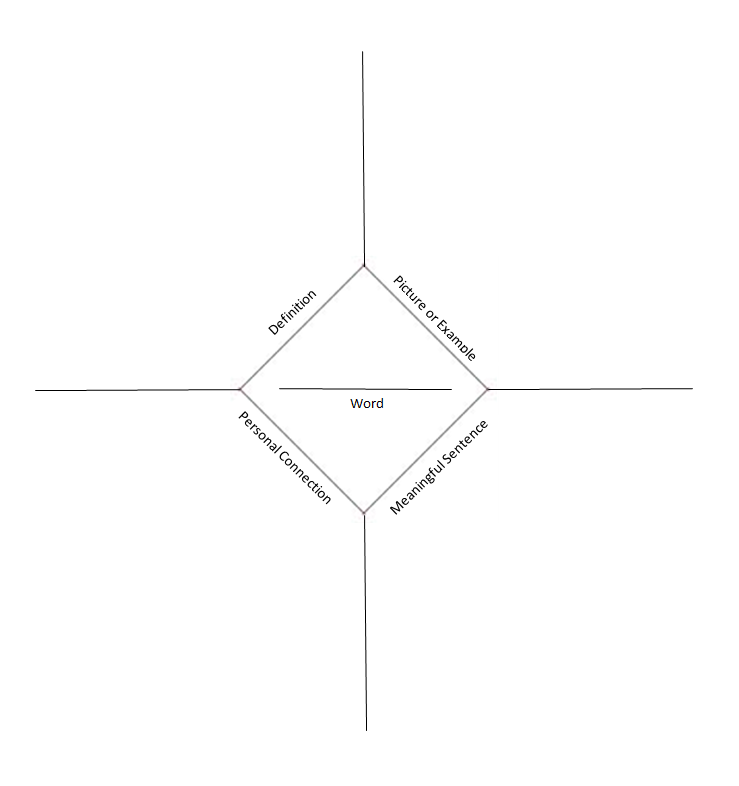 Definition
Picture or Example
Word
Personal Connection
Meaningful Sentence